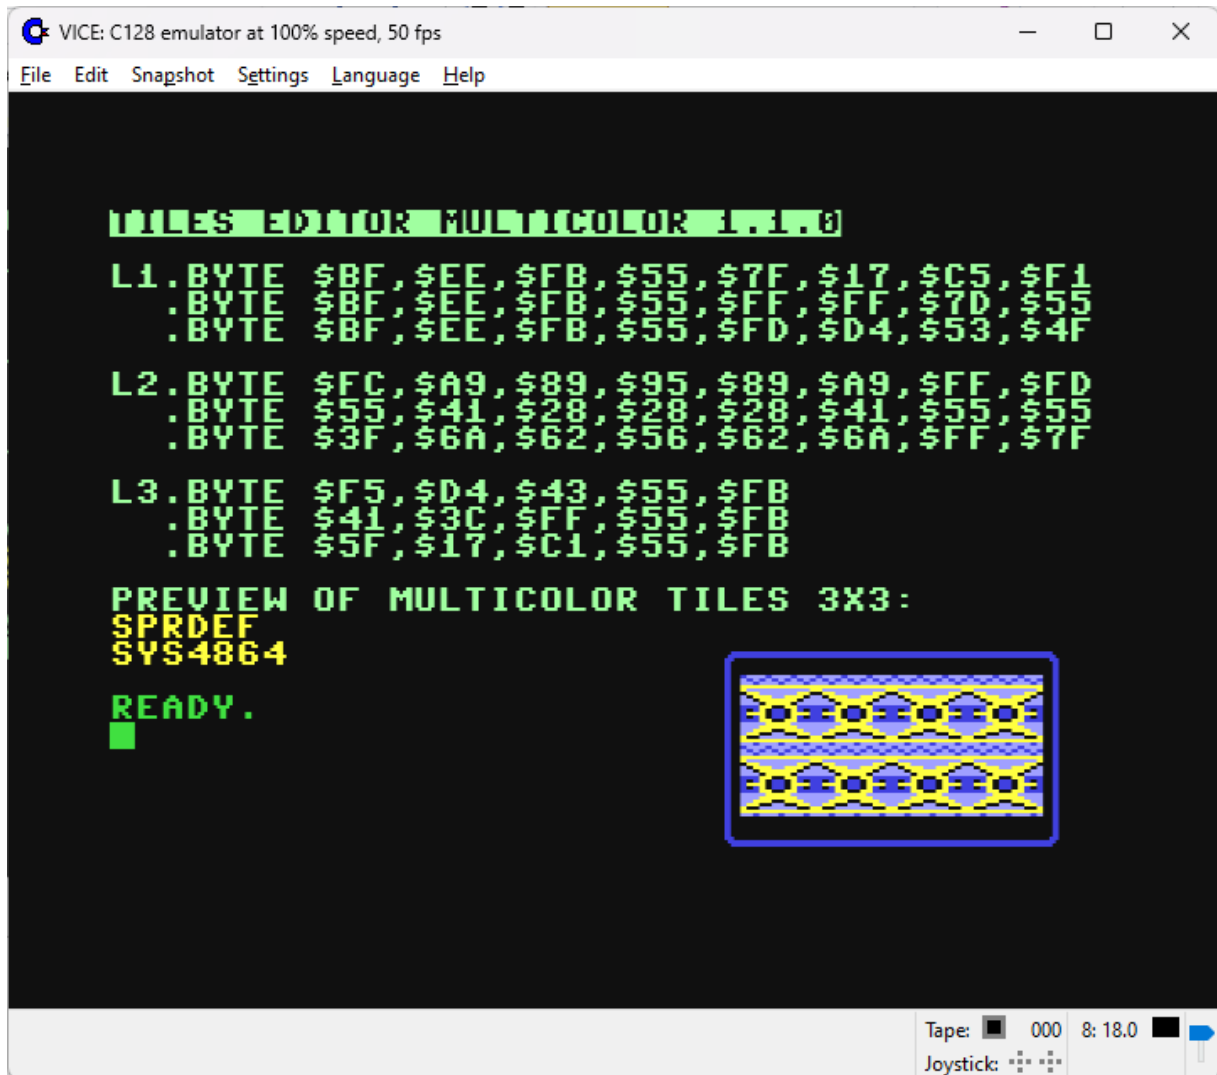 VICE: C128 emulator at 100% speed, 50 fps
File Edit Snapshot Settings Language Help
TILES EDITOR MULTICOLOR 1.1.0
L1.BYTE $BF,$EE,$FB,$55,$7F,$17,$C5,$F1
.BYTE $BF,$EE,$FB,$55,$FF,$FF,$7D,$55
.BYTE $BF,$EE,$FB,$55,$FD,$D4,$53,$4F
L2.BYTE $FC,$A9,$89,$95,$89,$A9,$FF,$FD
.BYTE $55,$41,$28,$28,$28,$41,$55,$55
.BYTE $3F,$6A,$62,$56,$62,$6A,$FF,$7F
L3.BYTE $F5,$D4,$43,$55,$FB
.BYTE $41,$3C,$FF,$55,$FB
.BYTE $5F,$17,$C1,$55,$FB
PREVIEW OF MULTICOLOR TILES 3X3:
SPRDEF
SYS4864
READY.
Tape: 000 8: 18.0
Joystick: